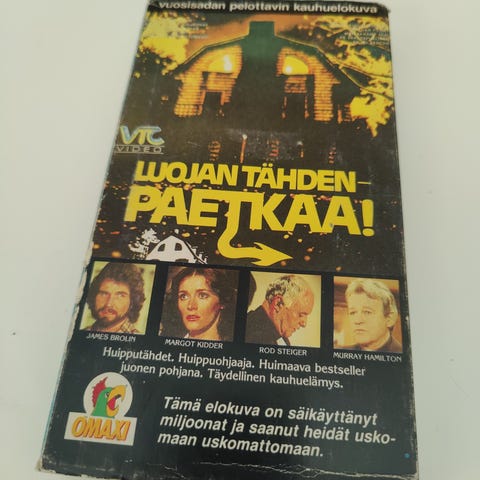 vuosisadan pelottavin kauhuelokuva
VTC
VIDEO
LUOJAN TÄHDEN -
PAETKAA!
JAMES BROLIN
MARGOT KIDDER
ROD STEIGER
MURRAY HAMILTON
Huipputähdet. Huippuohjaaja. Huimaava bestseller
juonen pohjana. Täydellinen kauhuelämys.
OMAXI
Tämä elokuva on säikäyttänyt
miljoonat ja saanut heidät usko-
maan uskomattomaan.